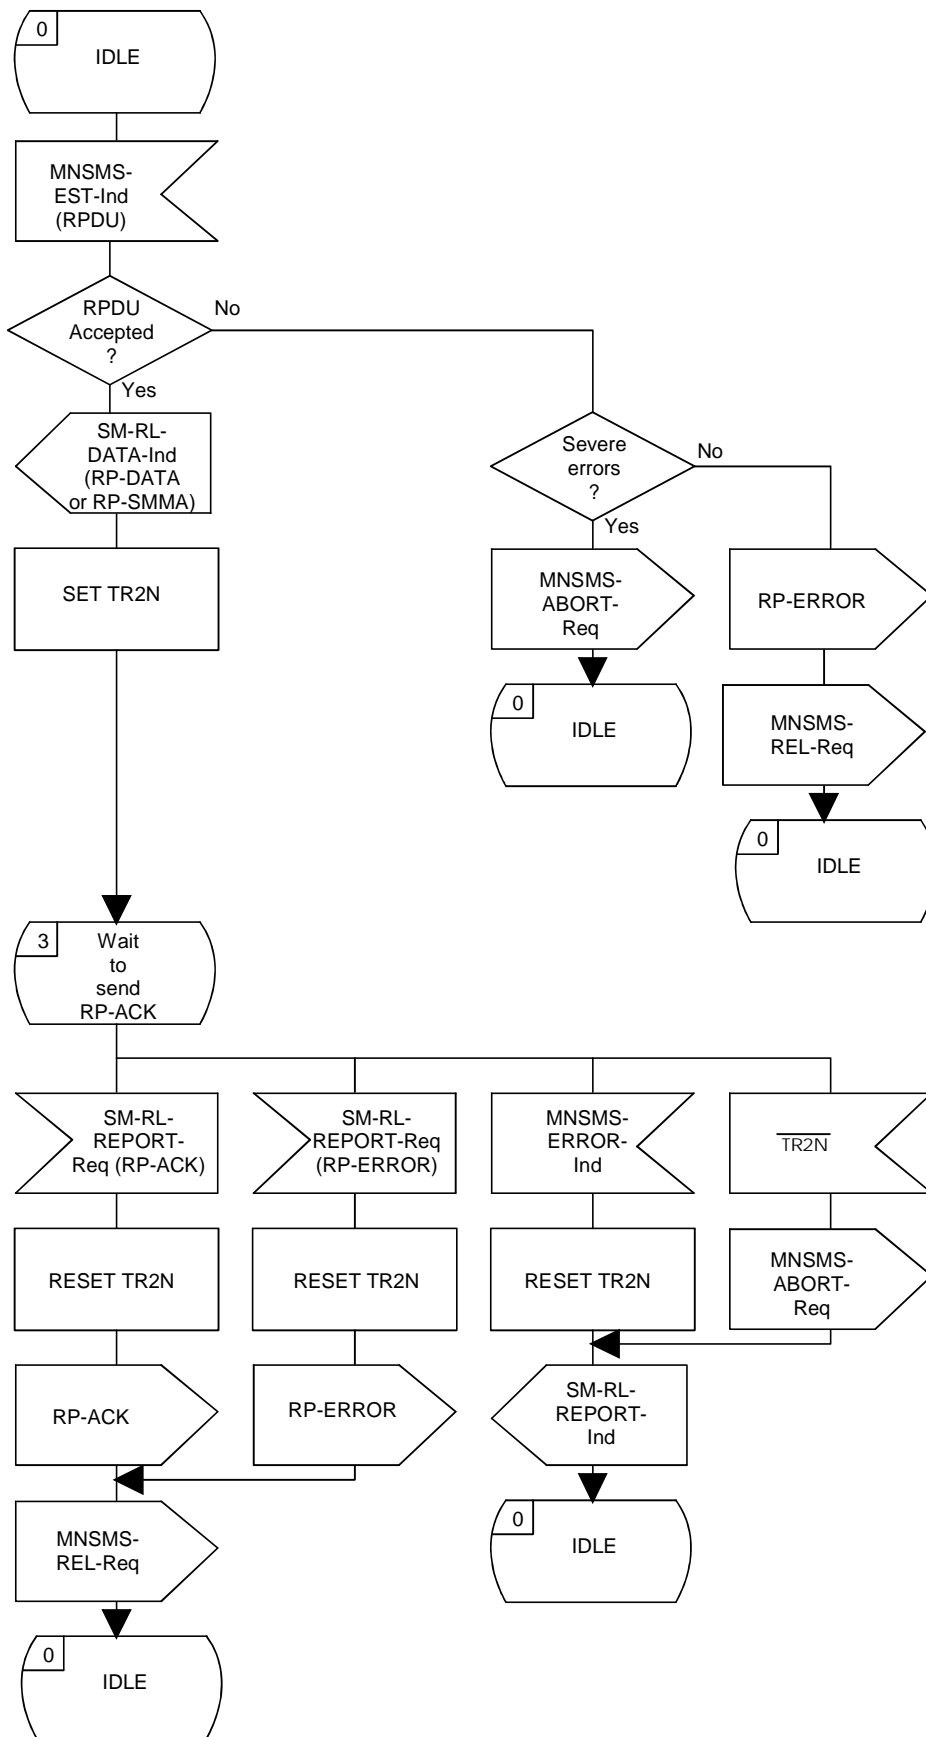 0
IDLE
MNSMS-
EST-Ind
(RPDU)
RPDU
Accepted
?
No
Yes
SM-RL-
DATA-Ind
(RP-DATA
or RP-SMMA)
SET TR2N
Severe
errors
?
No
Yes
MNSMS-
ABORT-
Req
RP-ERROR
0
IDLE
MNSMS-
REL-Req
0
IDLE
3
Wait
to
send
RP-ACK
SM-RL-
REPORT-
Req (RP-ACK)
SM-RL-
REPORT-Req
(RP-ERROR)
MNSMS-
ERROR-
Ind
TR2N
RESET TR2N
RESET TR2N
RESET TR2N
MNSMS-
ABORT-
Req
RP-ACK
RP-ERROR
SM-RL-
REPORT-
Ind
MNSMS-
REL-Req
0
IDLE
0
IDLE